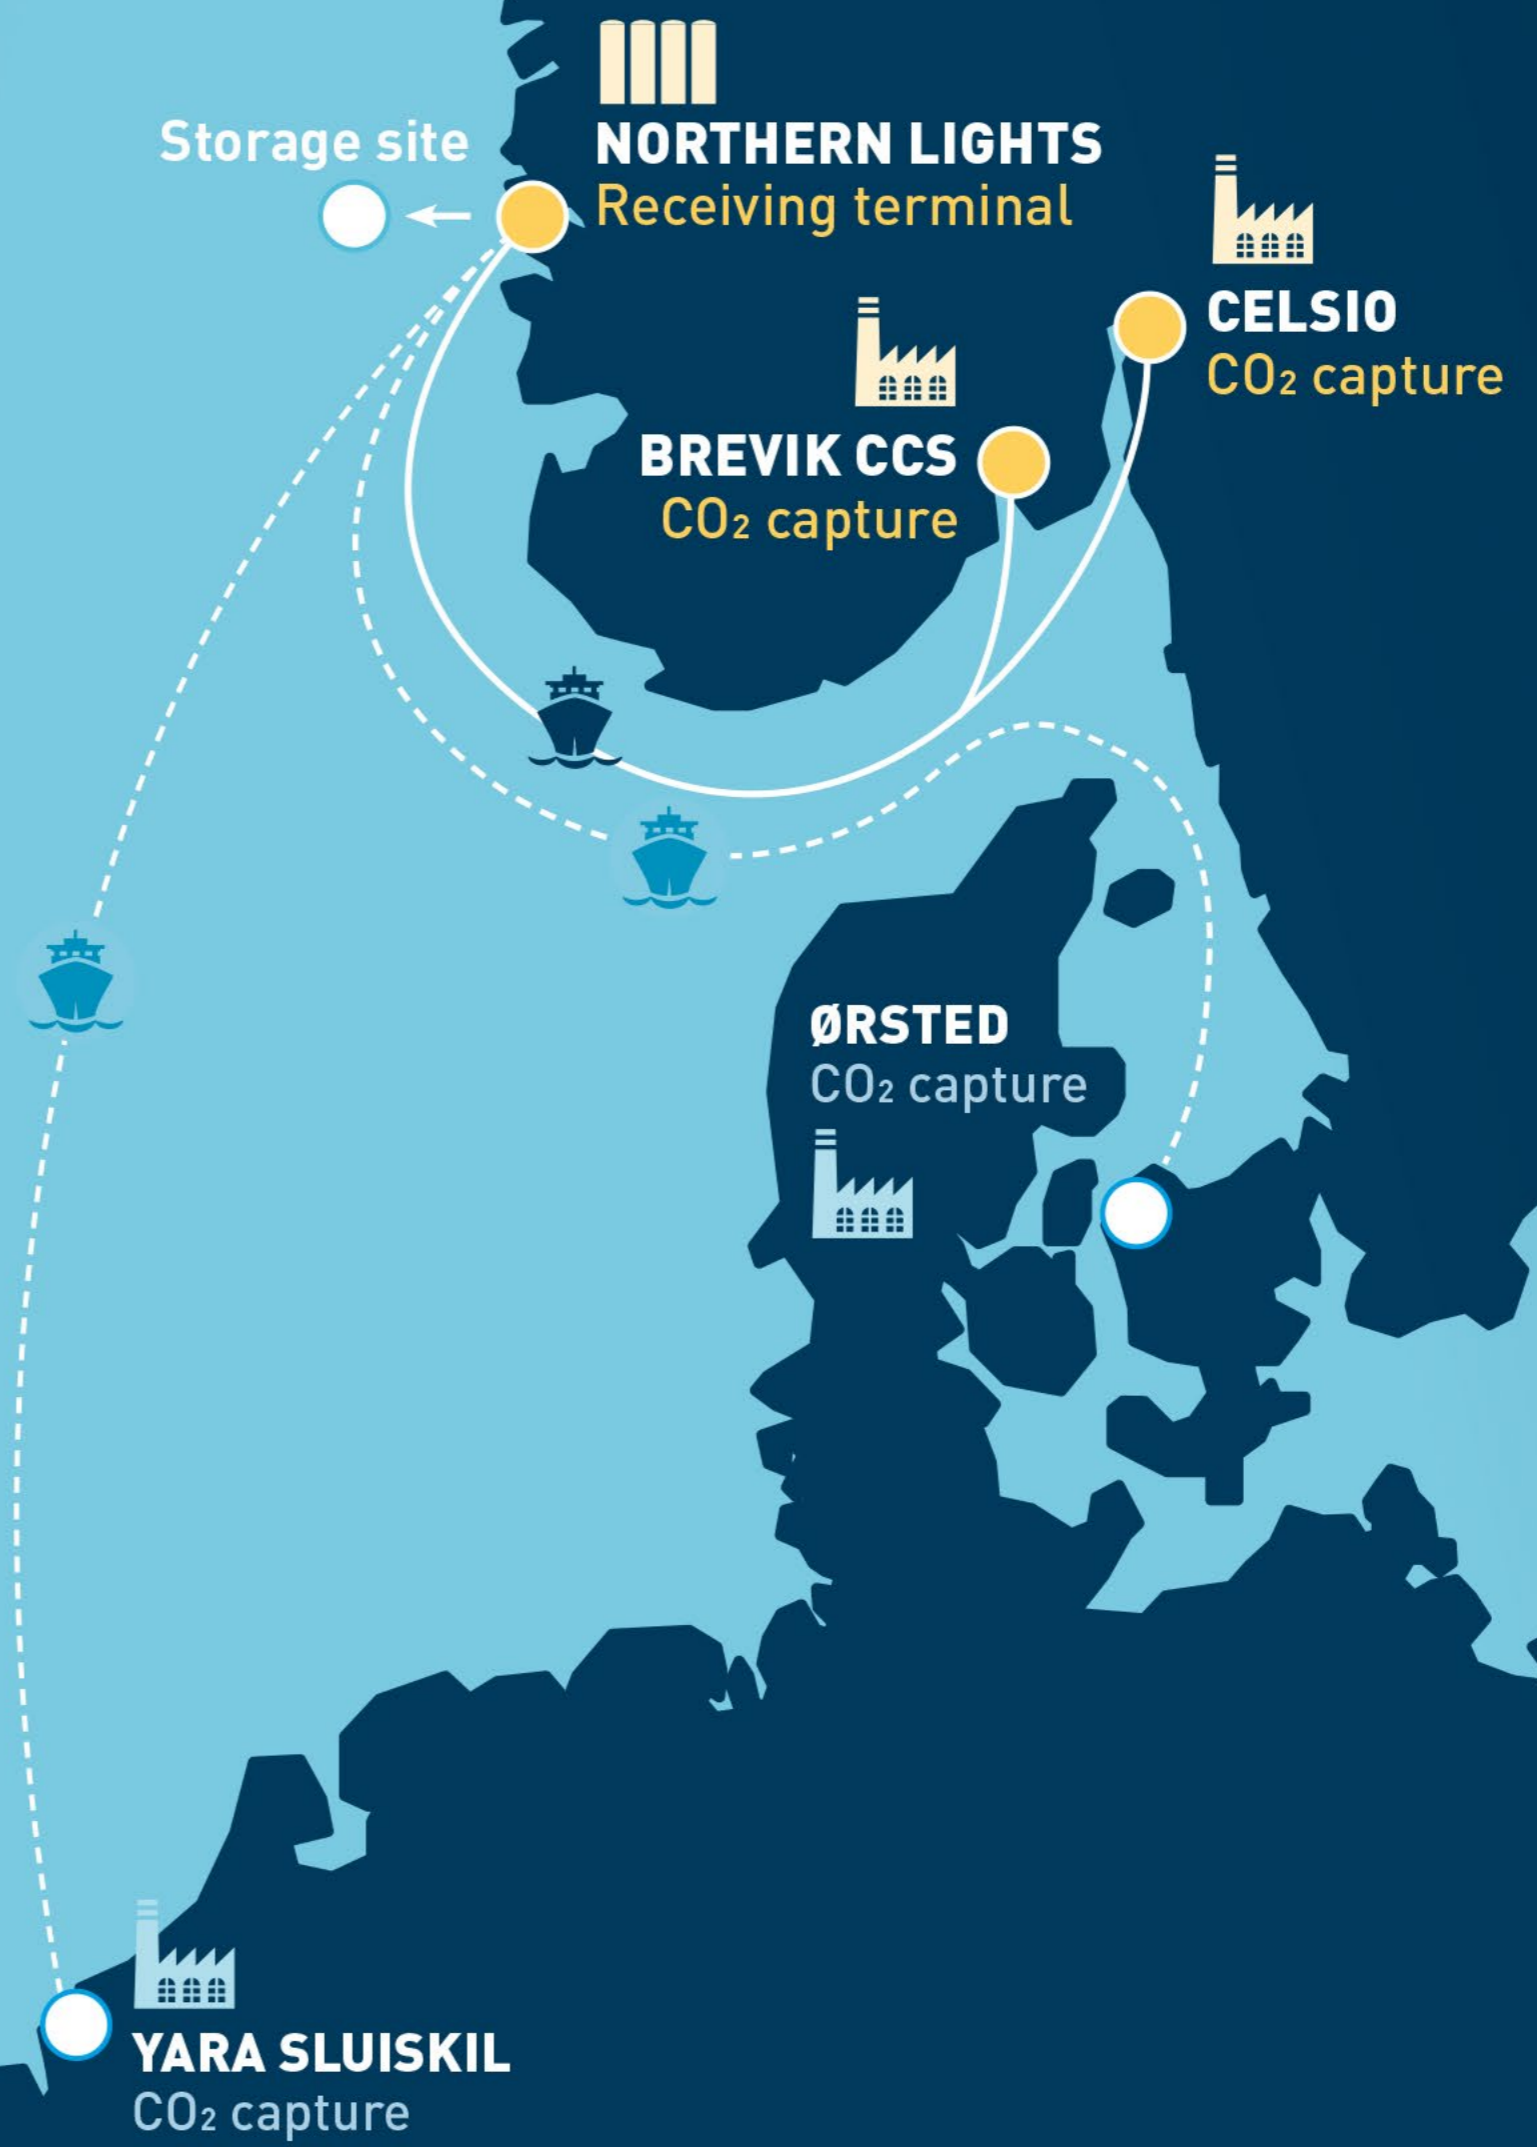 Storage site
NORTHERN LIGHTS
Receiving terminal
CELSIO
CO₂ capture
BREVIK CCS
CO₂ capture
ØRSTED
CO₂ capture
YARA SLUISKIL
CO₂ capture